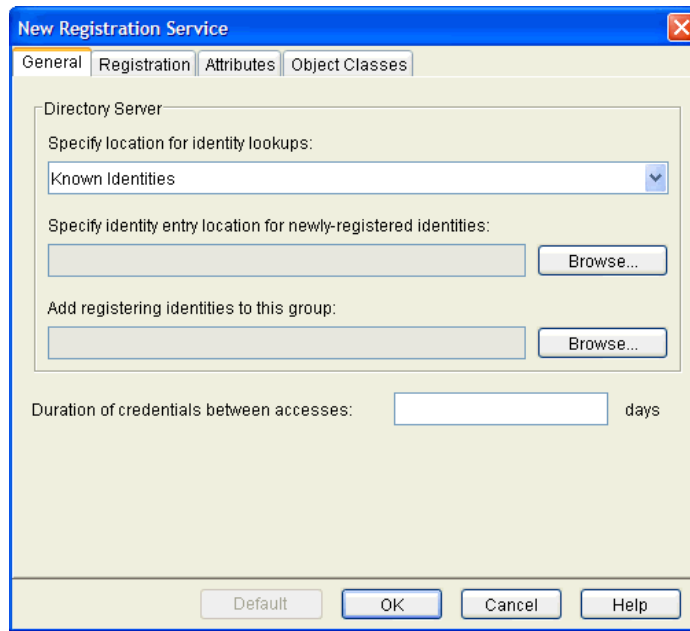 New Registration Service
General Registration Attributes Object Classes
Directory Server
Specify location for identity lookups:
Known Identities
Specify identity entry location for newly-registered identities:
Browse...
Add registering identities to this group:
Browse...
Duration of credentials between accesses: days
Default OK Cancel Help